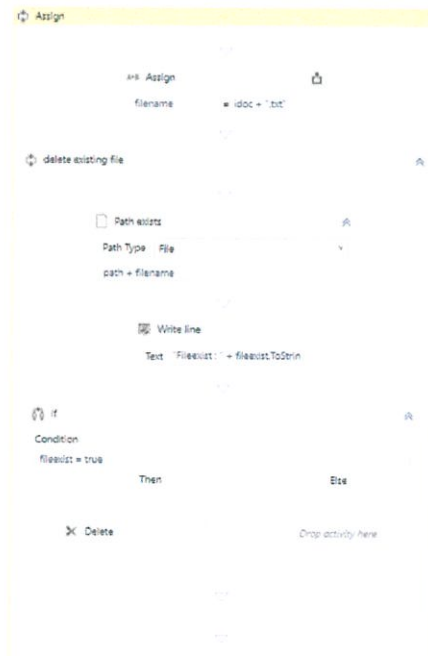 Assign
A+B Assign
filename = idoc + ".txt"
delete existing file
Path exists
Path Type File
path + filename
Write line
Text "Fileexist : " + fileexist.ToStrin
If
Condition
fileexist = true
Then Else
Delete Drop activity here